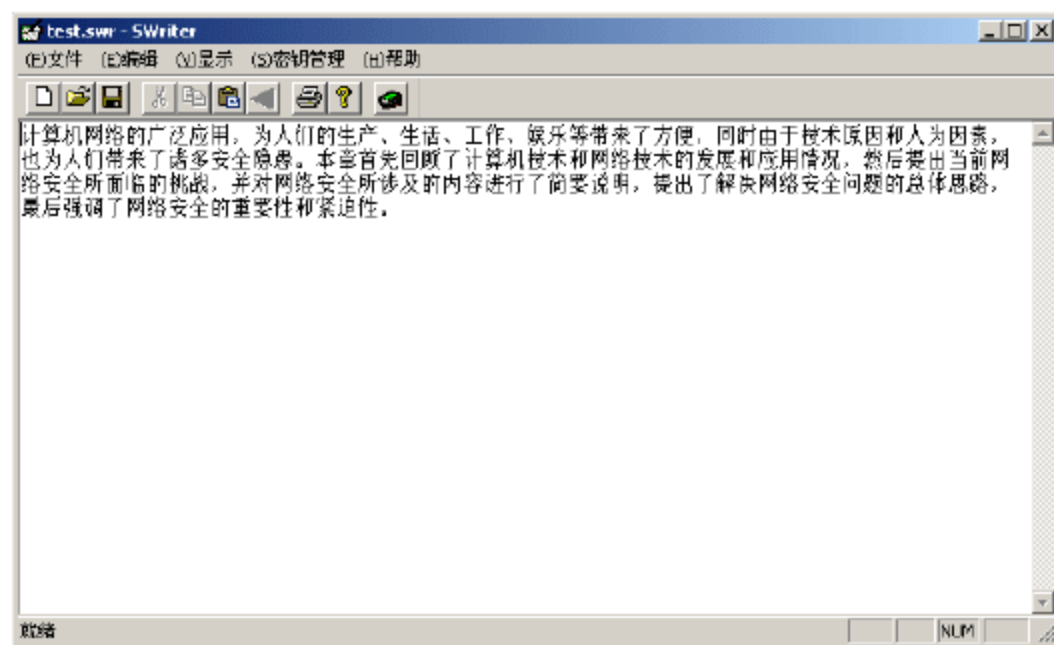 test.swr - SWriter
(F)文件 (E)编辑 (V)显示 (S)密钥管理 (H)帮助
计算机网络的广泛应用，为人们的生产、生活、工作、娱乐等带来了方便，同时由于技术原因和人为因素，
也为人们带来了诸多安全隐患。本章首先回顾了计算机技术和网络技术的发展和应用情况，然后提出当前网
络安全所面临的挑战，并对网络安全所涉及的内容进行了简要说明，提出了解决网络安全问题的总体思路，
最后强调了网络安全的重要性和紧迫性。
就绪 NUM